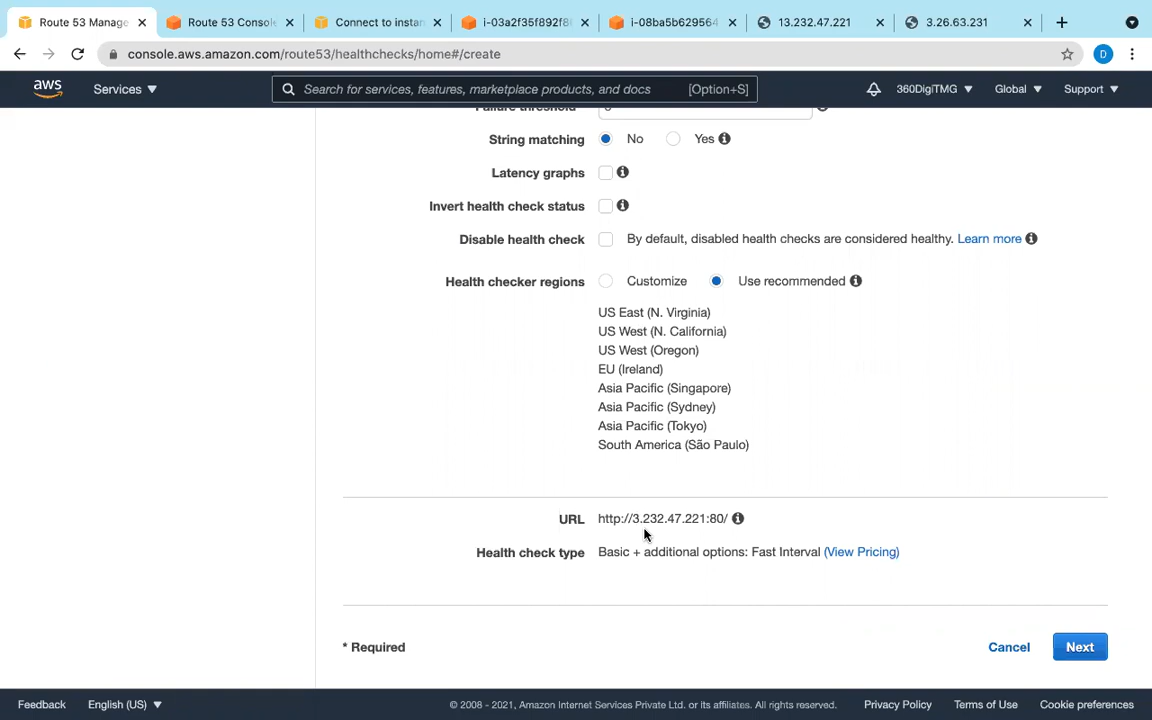 Route 53 Manage
Route 53 Console
Connect to instan
i-03a2f35f892f8
i-08ba5b629564
13.232.47.221
3.26.63.231
console.aws.amazon.com/route53/healthchecks/home#/create
D
aws
Services
Search for services, features, marketplace products, and docs [Option+S]
360DigiTMG
Global
Support
Failure threshold
String matching No Yes
Latency graphs
Invert health check status
Disable health check By default, disabled health checks are considered healthy. Learn more
Health checker regions Customize Use recommended
US East (N. Virginia)
US West (N. California)
US West (Oregon)
EU (Ireland)
Asia Pacific (Singapore)
Asia Pacific (Sydney)
Asia Pacific (Tokyo)
South America (São Paulo)
URL http://3.232.47.221:80/
Health check type Basic + additional options: Fast Interval (View Pricing)
* Required
Cancel
Next
Feedback
English (US)
© 2008 - 2021, Amazon Internet Services Private Ltd. or its affiliates. All rights reserved.
Privacy Policy
Terms of Use
Cookie preferences